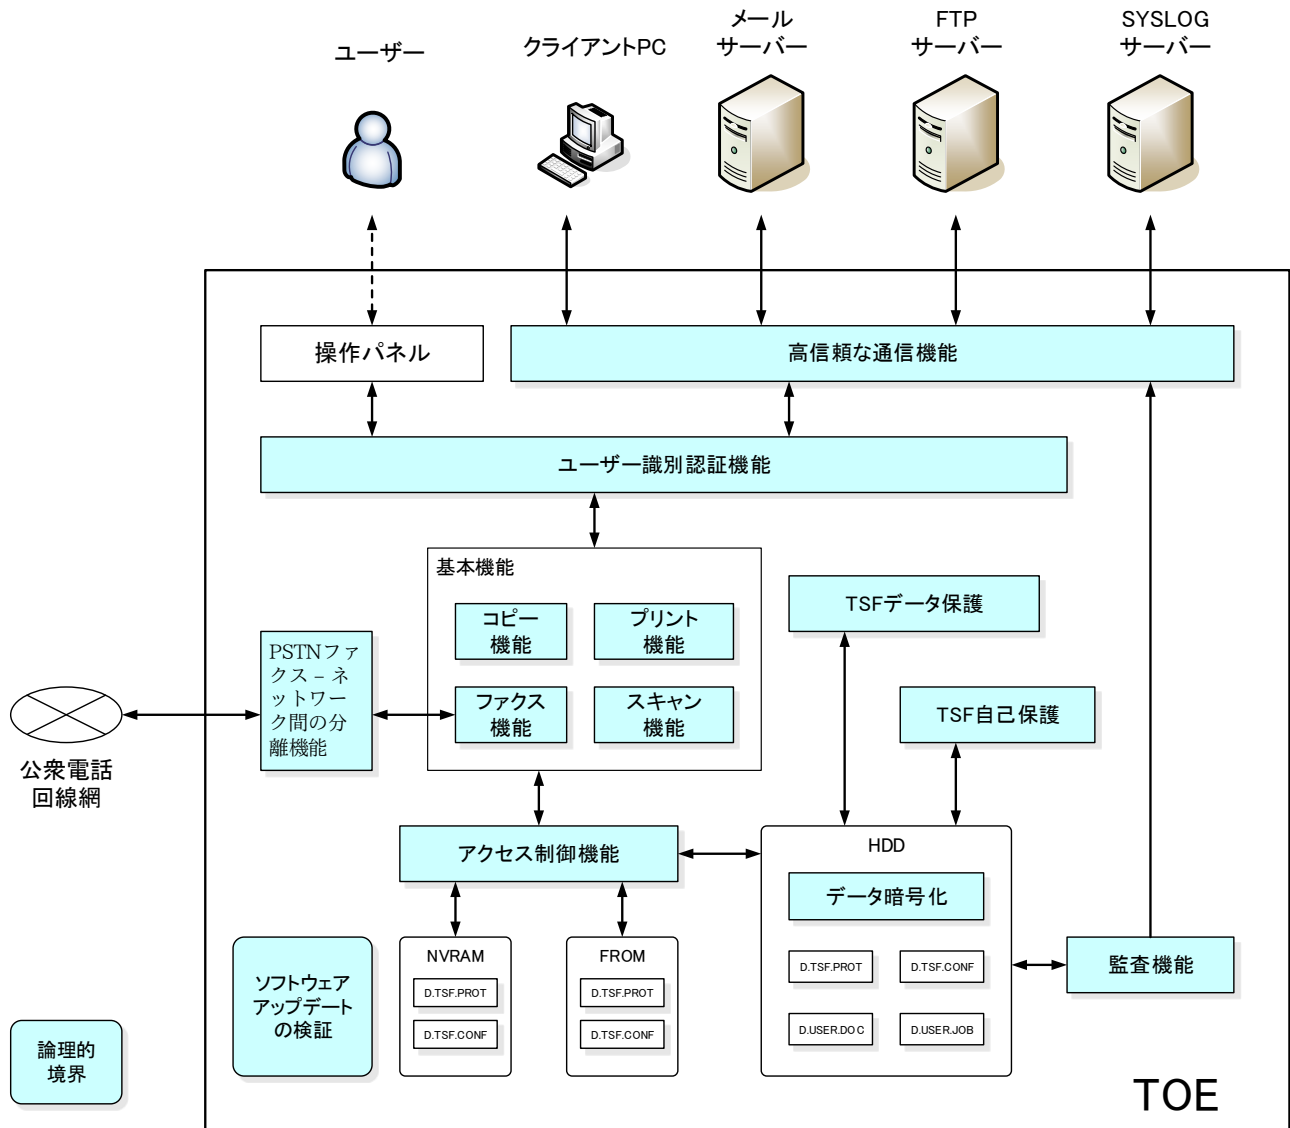 ユーザー
クライアントPC
メール
サーバー
FTP
サーバー
SYSLOG
サーバー
操作パネル
高信頼な通信機能
ユーザー識別認証機能
基本機能
コピー
機能
プリント
機能
ファクス
機能
スキャン
機能
TSFデータ保護
TSF自己保護
PSTNファ
クス – ネ
ットワー
ク間の分
離機能
公衆電話
回線網
アクセス制御機能
HDD
データ暗号化
D.TSF.PROT
D.TSF.CONF
D.USER.DOC
D.USER.JOB
監査機能
NVRAM
D.TSF.PROT
D.TSF.CONF
FROM
D.TSF.PROT
D.TSF.CONF
ソフトウェア
アップデート
の検証
論理的
境界
TOE